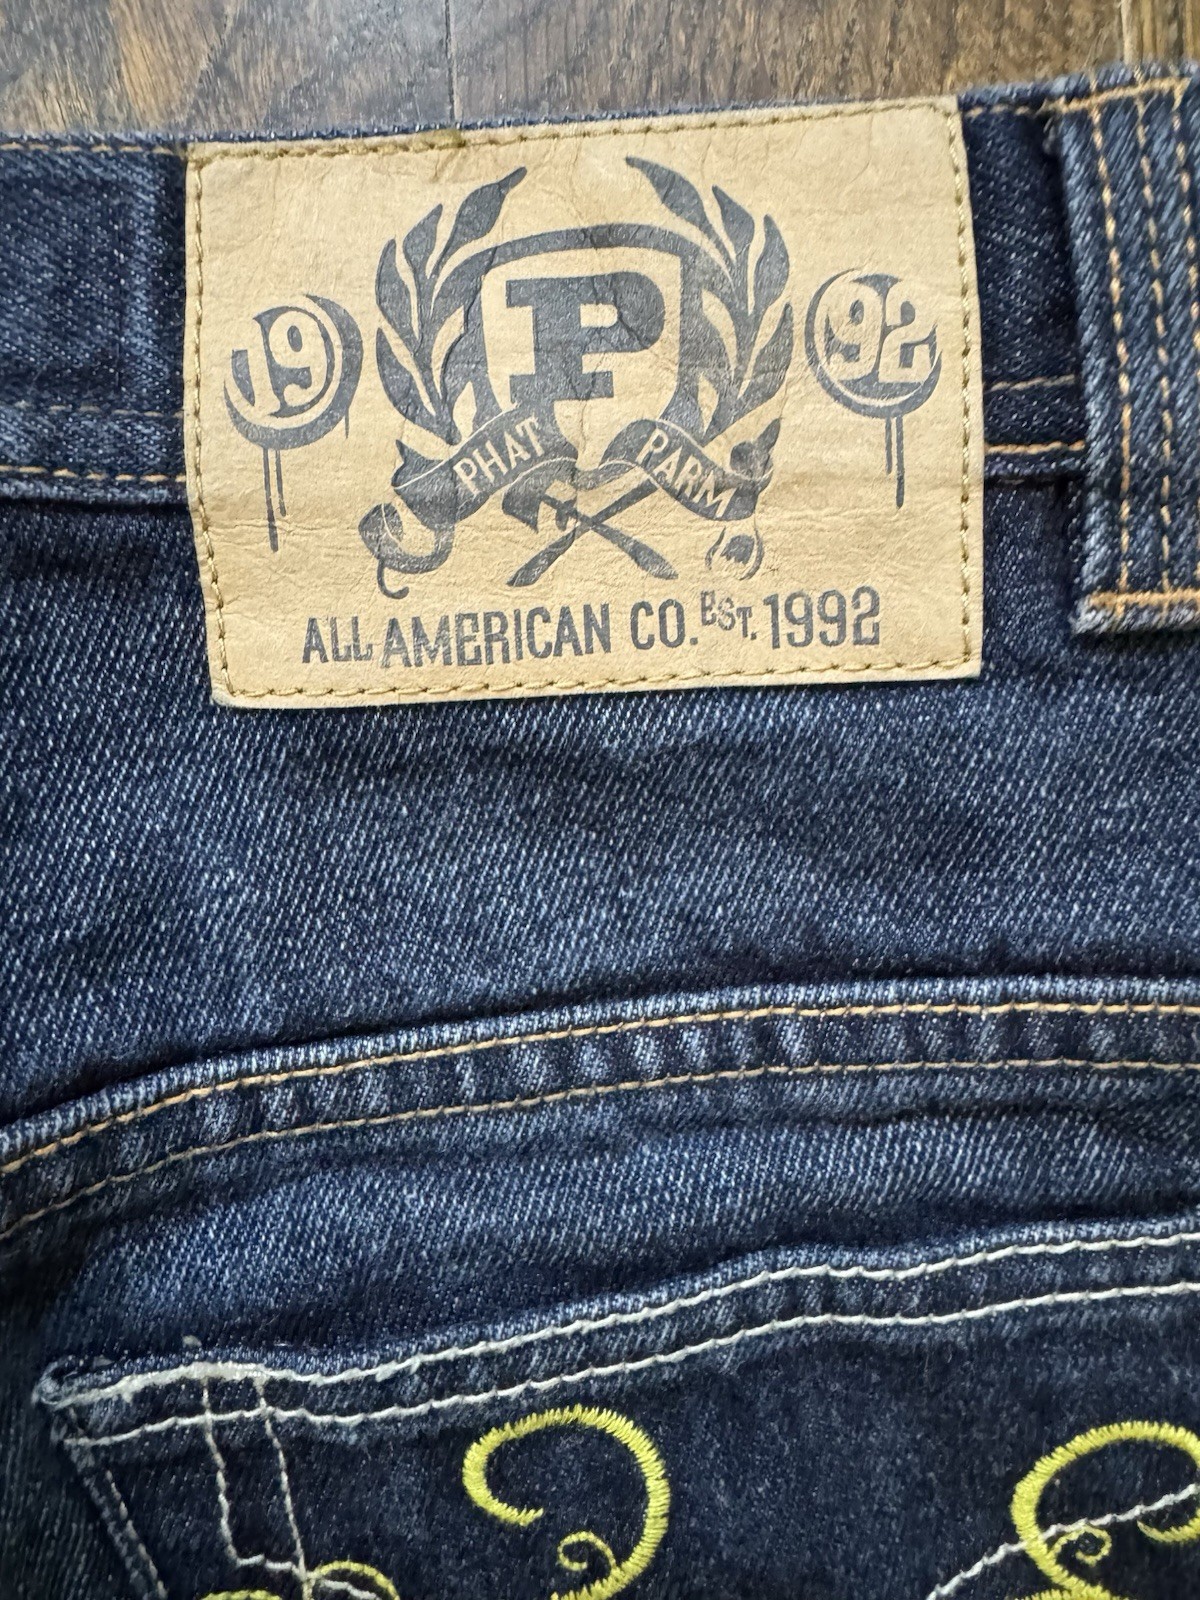 19
P
92
PHAT FARM
ALL AMERICAN CO. EST. 1992